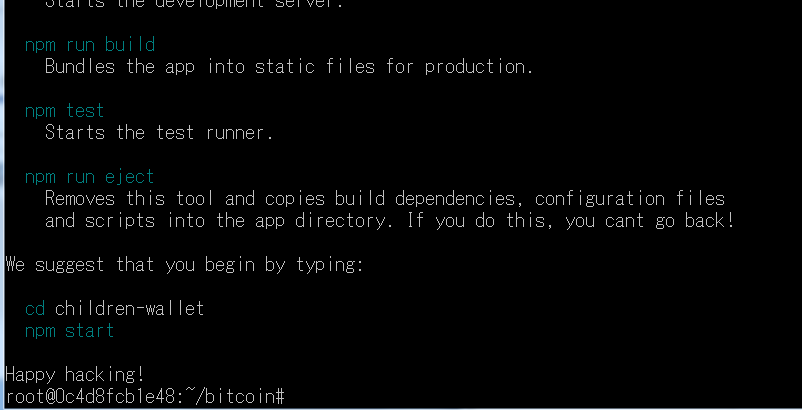 Starts the development server.
npm run build
Bundles the app into static files for production.
npm test
Starts the test runner.
npm run eject
Removes this tool and copies build dependencies, configuration files
and scripts into the app directory. If you do this, you cant go back!
We suggest that you begin by typing:
cd children-wallet
npm start
Happy hacking!
root@0c4d8fcb1e48:~/bitcoin#